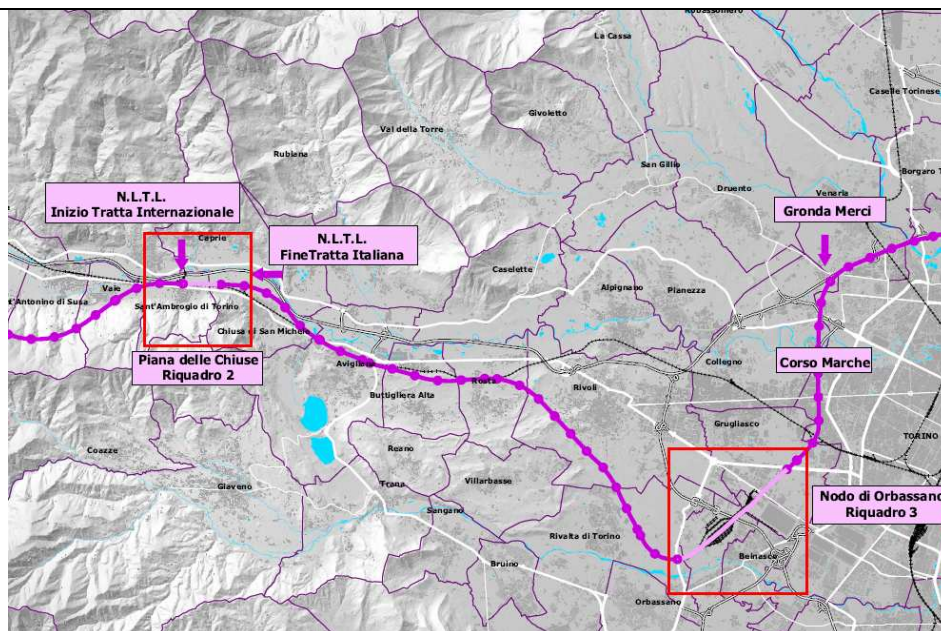 Robassomero
La Cassa
Caselle Torinese
Givoletto
Val della Torre
Rubiana
San Gillio
Borgaro T
Druento
Venaria
N.L.T.L.
Inizio Tratta Internazionale
Gronda Merci
Caprie
N.L.T.L.
FineTratta Italiana
Caselette
Alpignano
Pianezza
Vaie
t'Antonino di Susa
Sant'Ambrogio di Torino
Chiusa di San Michele
Collegno
Corso Marche
Piana delle Chiuse
Riquadro 2
Avigliana
Rosta
Rivoli
Buttigliera Alta
Grugliasco
TORINO
Coazze
Reano
Villarbasse
Giaveno
Trana
Sangano
Nodo di Orbassano
Riquadro 3
Rivalta di Torino
Beinasco
Bruino
Orbassano